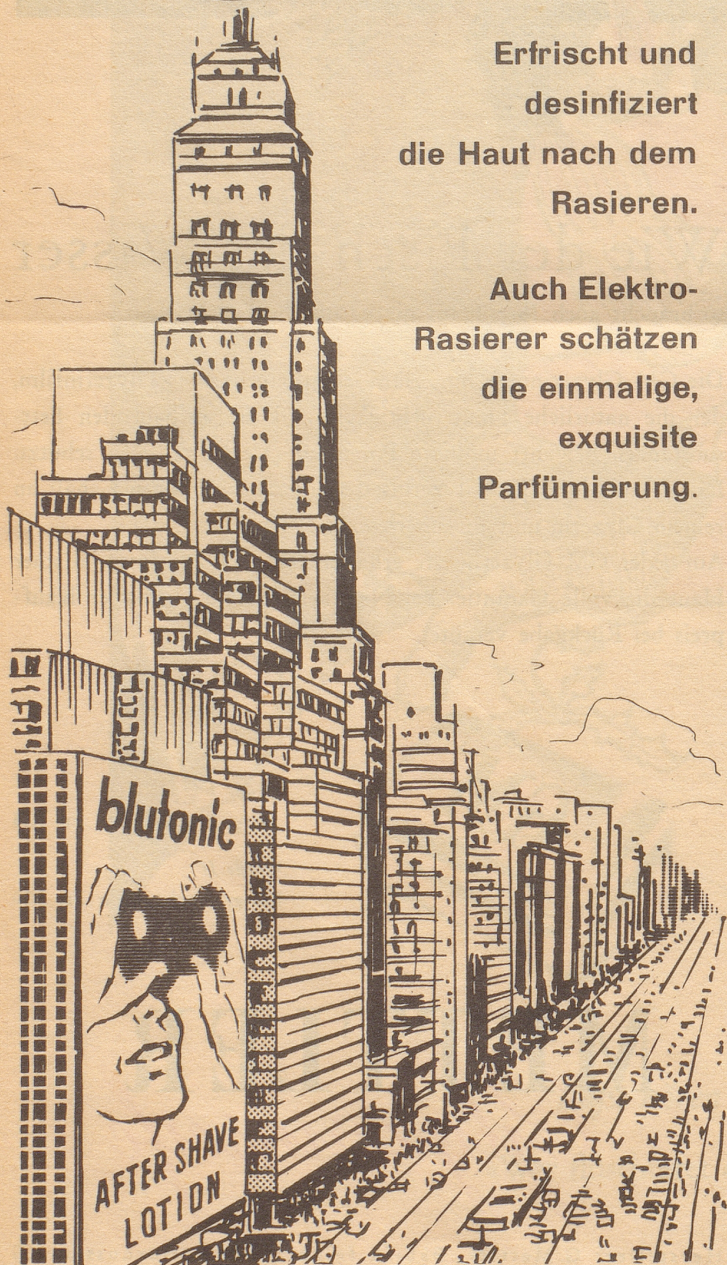 Erfrischt und
desinfiziert
die Haut nach dem
Rasieren.
Auch Elektro-
Rasierer schätzen
die einmalige,
exquisite
Parfümierung.
blutonic
AFTER SHAVE
LOTION